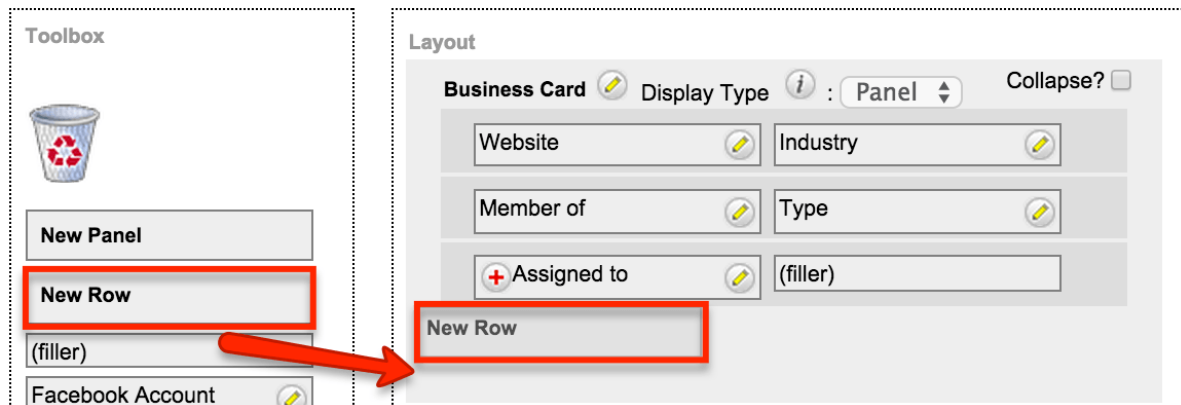 Toolbox
New Panel
New Row
(filler)
Facebook Account
Layout
Business Card Display Type i : Panel Collapse?
Website Industry
Member of Type
Assigned to (filler)
New Row